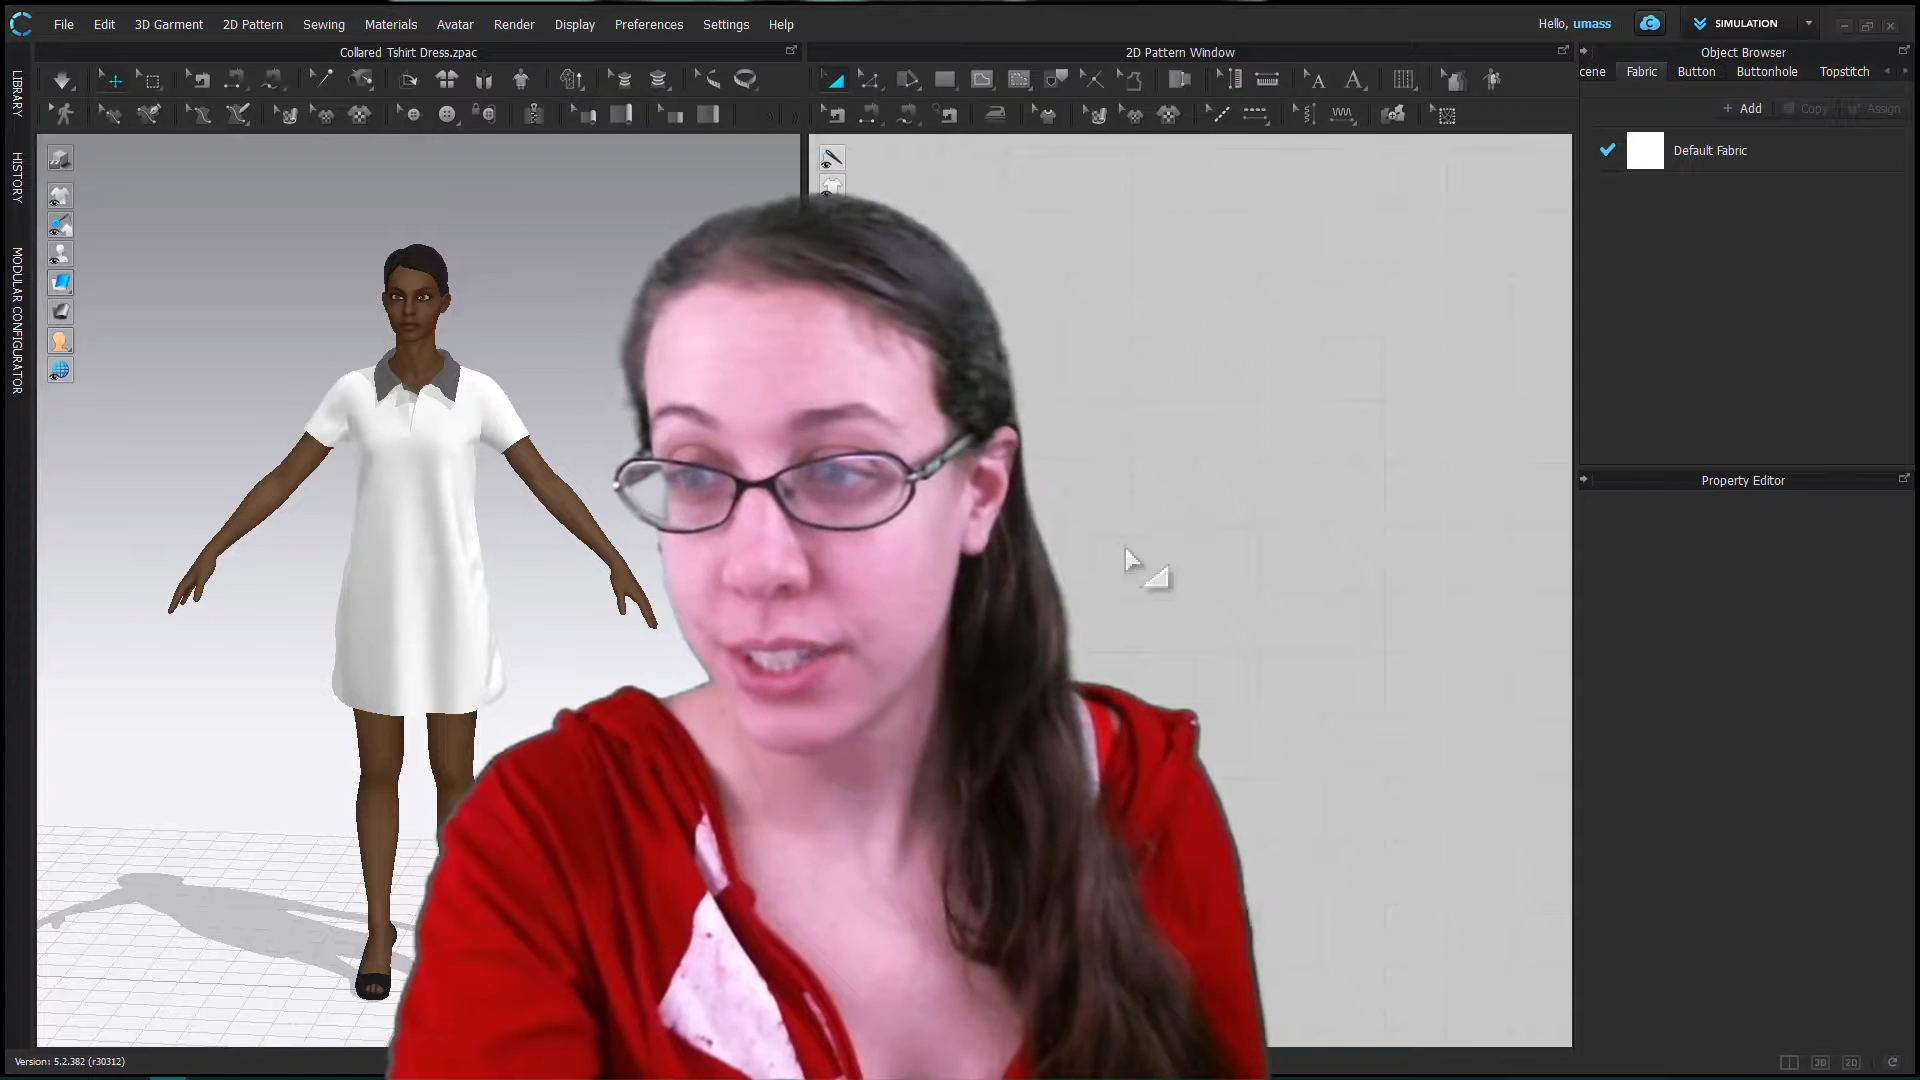 File Edit 3D Garment 2D Pattern Sewing Materials Avatar Render Display Preferences Settings Help
Hello, umass
SIMULATION
Collared Tshirt Dress.zpac
2D Pattern Window
Object Browser
cene Fabric Button Buttonhole Topstitch
+ Add Copy Assign
Default Fabric
LIBRARY
HISTORY
MODULAR CONFIGURATOR
Property Editor
Version: 5.2.382 (r30312)
3D 2D